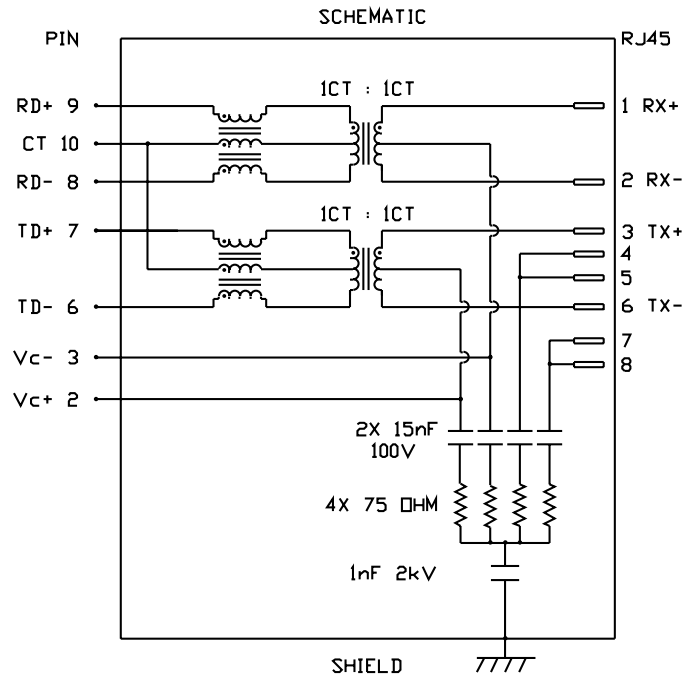 SCHEMATIC
PIN
RJ45
1CT : 1CT
RD+ 9
1 RX+
CT 10
RD- 8
2 RX-
1CT : 1CT
TD+ 7
3 TX+
4
5
TD- 6
6 TX-
7
Vc- 3
8
Vc+ 2
2X 15nF
100V
4X 75 OHM
1nF 2kV
SHIELD